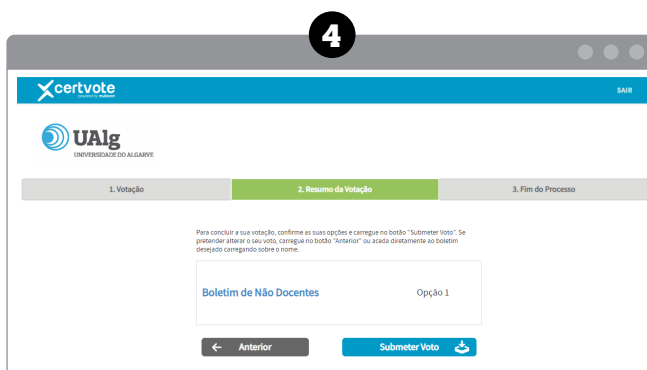 4
certvote
powered by multicert
SAIR
UAlg
UNIVERSIDADE DO ALGARVE
1. Votação
2. Resumo da Votação
3. Fim do Processo
Para concluir a sua votação, confirme as suas opções e carregue no botão "Submeter Voto". Se
pretender alterar o seu voto, carregue no botão "Anterior" ou aceda diretamente ao boletim
desejado carregando sobre o nome.
Boletim de Não Docentes
Opção 1
Anterior
Submeter Voto